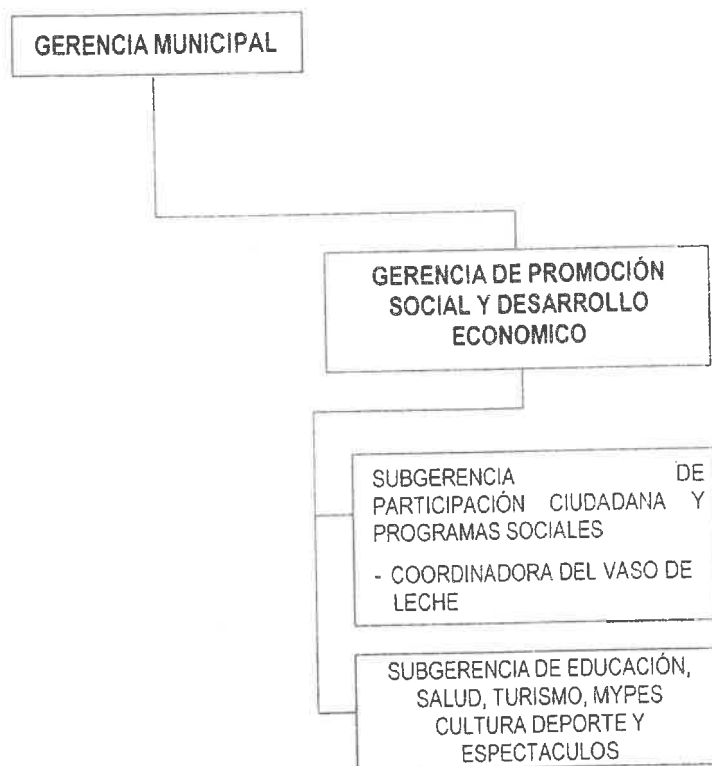 GERENCIA MUNICIPAL
GERENCIA DE PROMOCIÓN
SOCIAL Y DESARROLLO
ECONOMICO
SUBGERENCIA DE
PARTICIPACIÓN CIUDADANA Y
PROGRAMAS SOCIALES
- COORDINADORA DEL VASO DE
LECHE
SUBGERENCIA DE EDUCACIÓN,
SALUD, TURISMO, MYPES
CULTURA DEPORTE Y
ESPECTACULOS